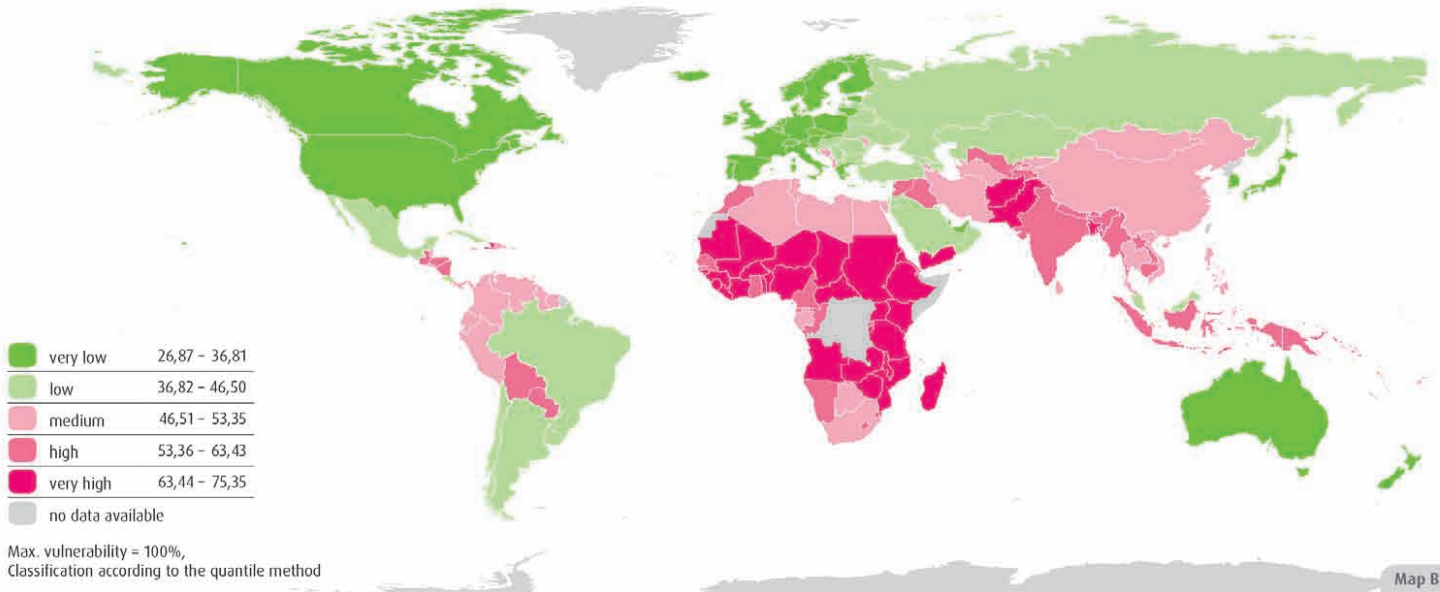 very low 26,87 – 36,81
low 36,82 – 46,50
medium 46,51 – 53,35
high 53,36 – 63,43
very high 63,44 – 75,35
no data available
Max. vulnerability = 100%,
Classification according to the quantile method
Map B